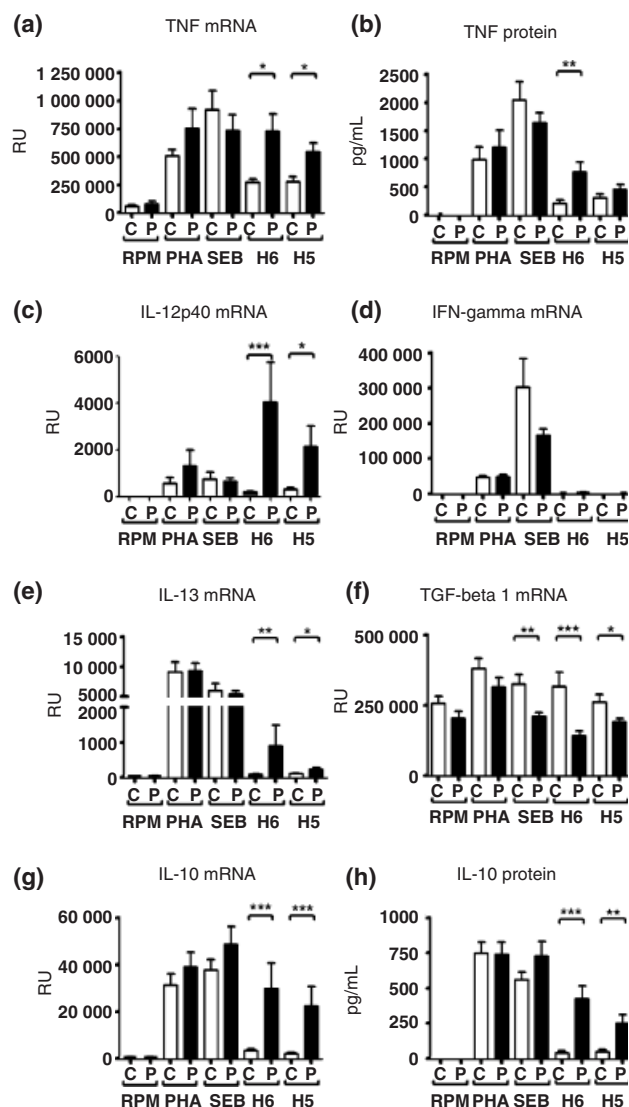 (a) TNF mRNA
1 250 000
1 000 000
750 000
500 000
250 000
0
RU
* *
C P C P C P C P C P
RPM PHA SEB H6 H5
(b) TNF protein
2500
2000
1500
1000
500
0
pg/mL
**
C P C P C P C P C P
RPM PHA SEB H6 H5
(c) IL-12p40 mRNA
6000
4000
2000
0
RU
*** *
C P C P C P C P C P
RPM PHA SEB H6 H5
(d) IFN-gamma mRNA
400 000
300 000
200 000
100 000
0
RU
C P C P C P C P C P
RPM PHA SEB H6 H5
(e) IL-13 mRNA
15 000
10 000
5000
2000
1000
0
RU
** *
C P C P C P C P C P
RPM PHA SEB H6 H5
(f) TGF-beta 1 mRNA
500 000
250 000
0
RU
** *** *
C P C P C P C P C P
RPM PHA SEB H6 H5
(g) IL-10 mRNA
60 000
40 000
20 000
0
RU
*** ***
C P C P C P C P C P
RPM PHA SEB H6 H5
(h) IL-10 protein
1000
750
500
250
0
pg/mL
*** **
C P C P C P C P C P
RPM PHA SEB H6 H5